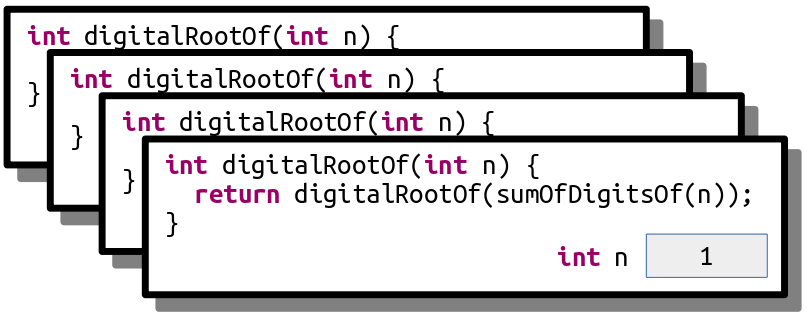 int digitalRootOf(int n) {
}
int digitalRootOf(int n) {
}
int digitalRootOf(int n) {
}
int digitalRootOf(int n) {
  return digitalRootOf(sumOfDigitsOf(n));
}
int n 1